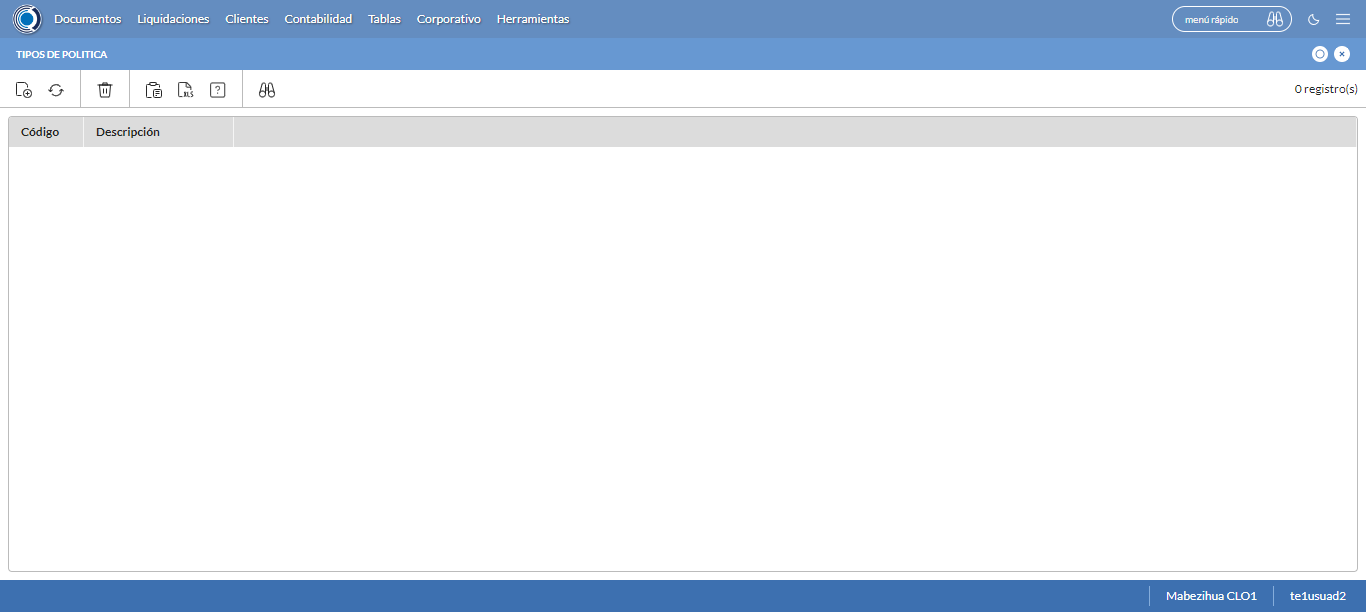 Documentos Liquidaciones Clientes Contabilidad Tablas Corporativo Herramientas menú rápido
TIPOS DE POLITICA
XLS ? 0 registro(s)
Código Descripción
Mabezihua CLO1 te1usuad2